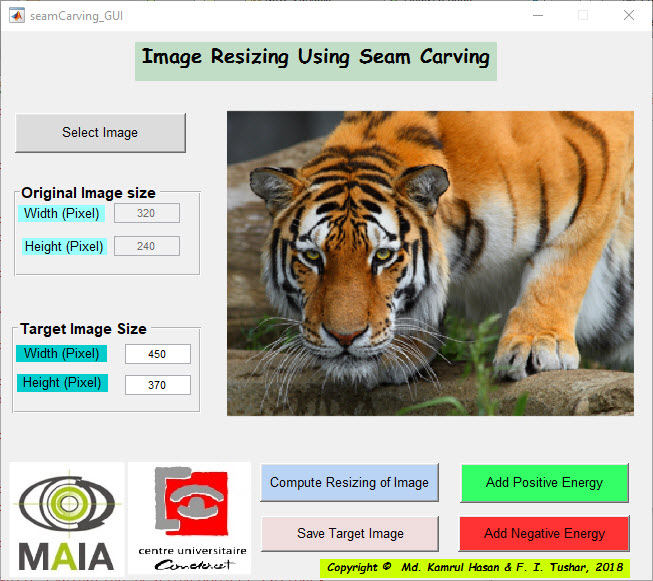 seamCarving_GUI
Image Resizing Using Seam Carving
Select Image
Original Image size
Width (Pixel) 320
Height (Pixel) 240
Target Image Size
Width (Pixel) 450
Height (Pixel) 370
Compute Resizing of Image
Add Positive Energy
Save Target Image
Add Negative Energy
MAIA
centre universitaire
Condorcet
Copyright © Md. Kamrul Hasan & F. I. Tushar, 2018